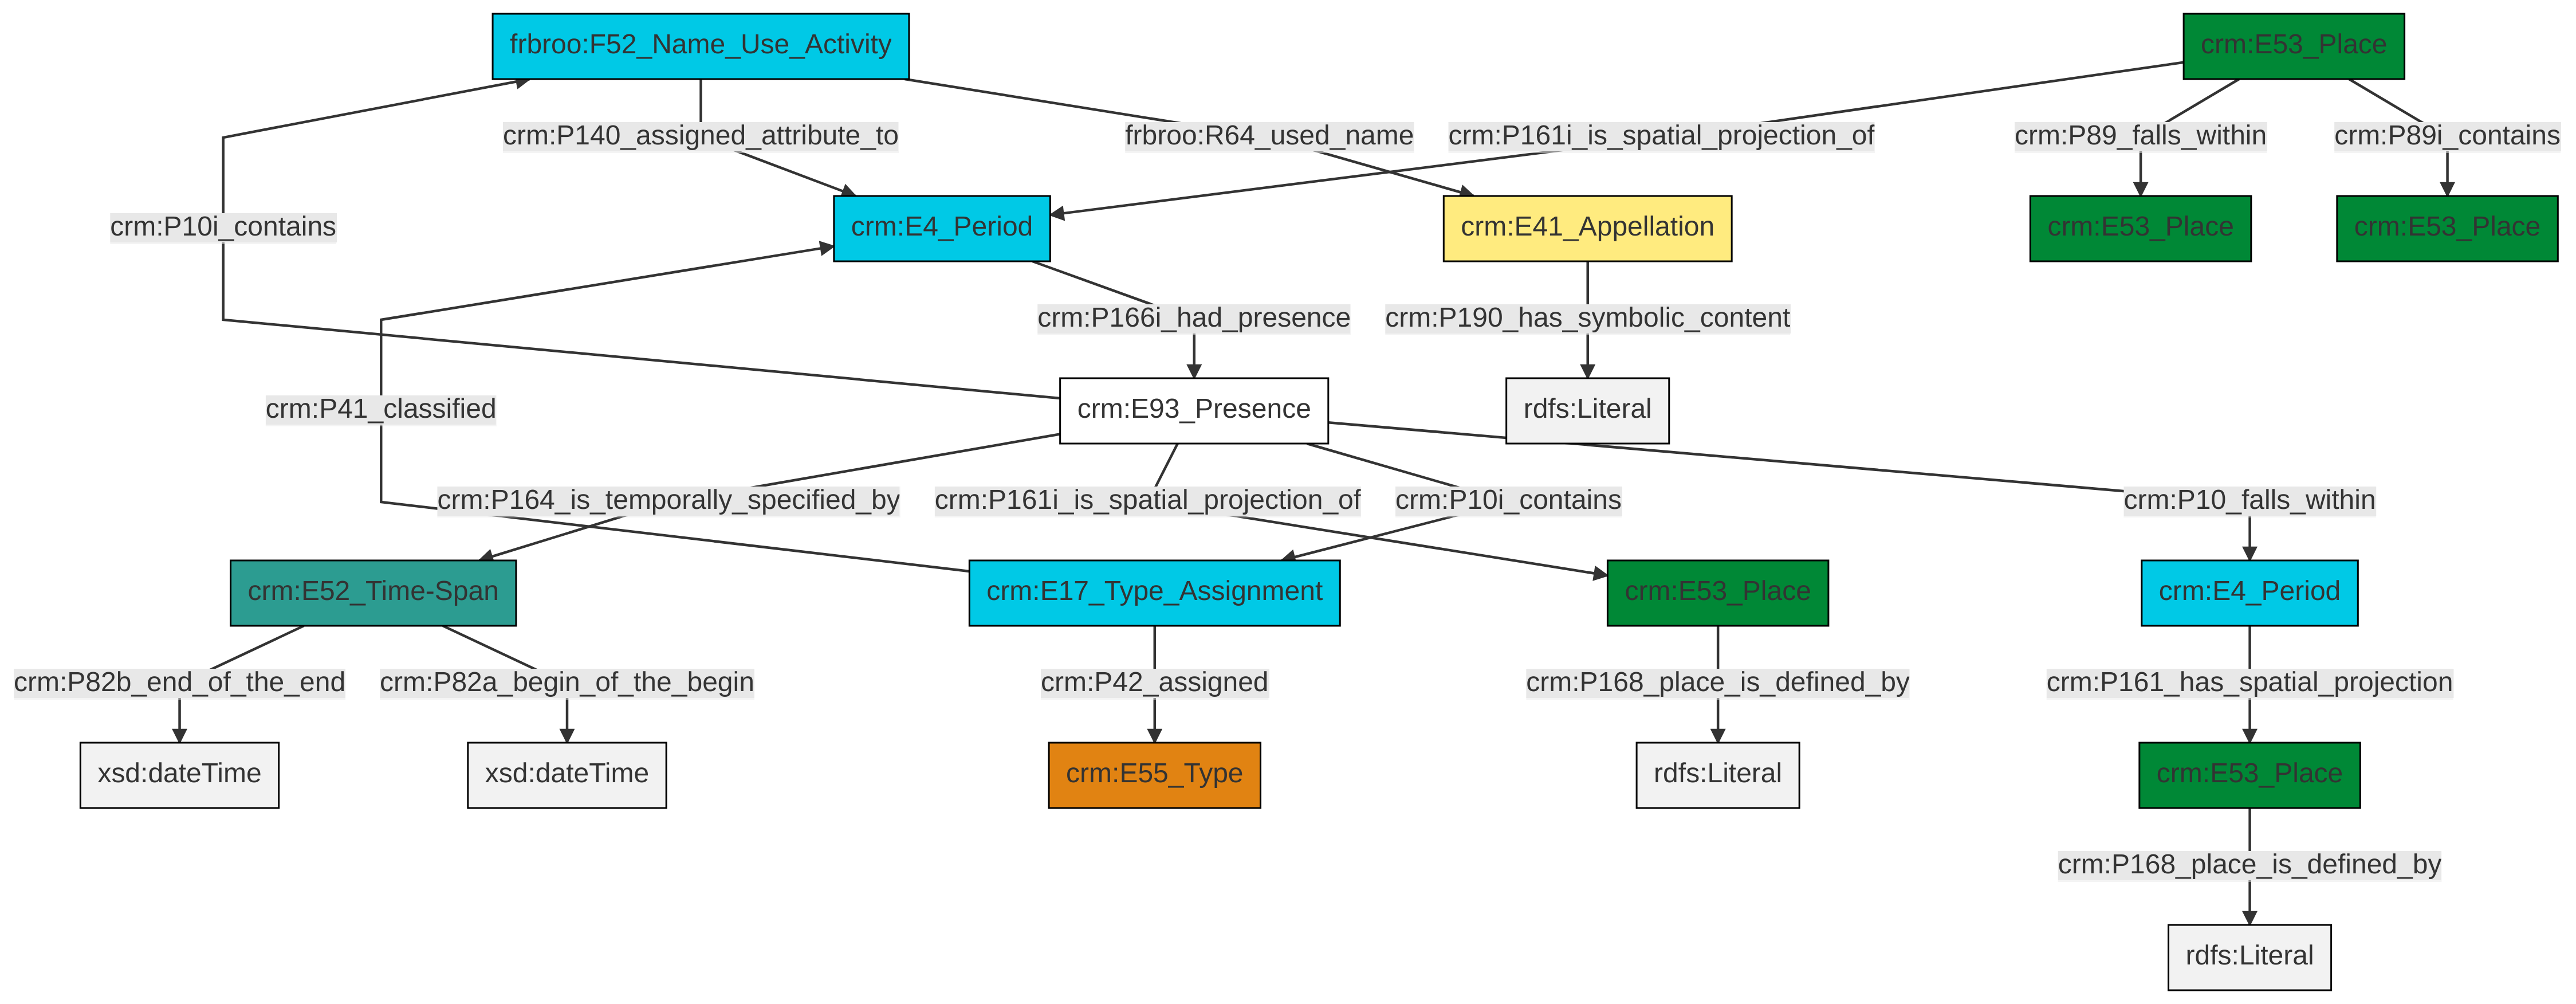 frbroo:F52_Name_Use_Activity
crm:E53_Place
crm:P140_assigned_attribute_to
frbroo:R64_used_name
crm:P161i_is_spatial_projection_of
crm:P89_falls_within
crm:P89i_contains
crm:P10i_contains
crm:E4_Period
crm:E41_Appellation
crm:E53_Place
crm:E53_Place
crm:P166i_had_presence
crm:P190_has_symbolic_content
crm:P41_classified
crm:E93_Presence
rdfs:Literal
crm:P164_is_temporally_specified_by
crm:P161i_is_spatial_projection_of
crm:P10i_contains
crm:P10_falls_within
crm:E52_Time-Span
crm:E17_Type_Assignment
crm:E53_Place
crm:E4_Period
crm:P82b_end_of_the_end
crm:P82a_begin_of_the_begin
crm:P42_assigned
crm:P168_place_is_defined_by
crm:P161_has_spatial_projection
xsd:dateTime
xsd:dateTime
crm:E55_Type
rdfs:Literal
crm:E53_Place
crm:P168_place_is_defined_by
rdfs:Literal